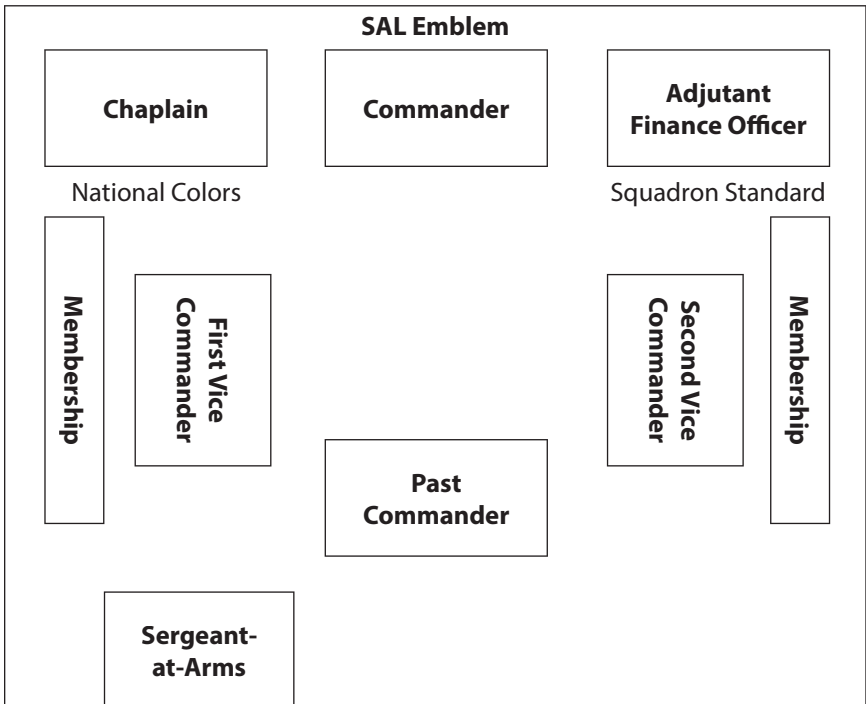 SAL Emblem
Chaplain
Commander
Adjutant
Finance Officer
National Colors
Squadron Standard
Membership
First Vice
Commander
Second Vice
Commander
Membership
Past
Commander
Sergeant-
at-Arms